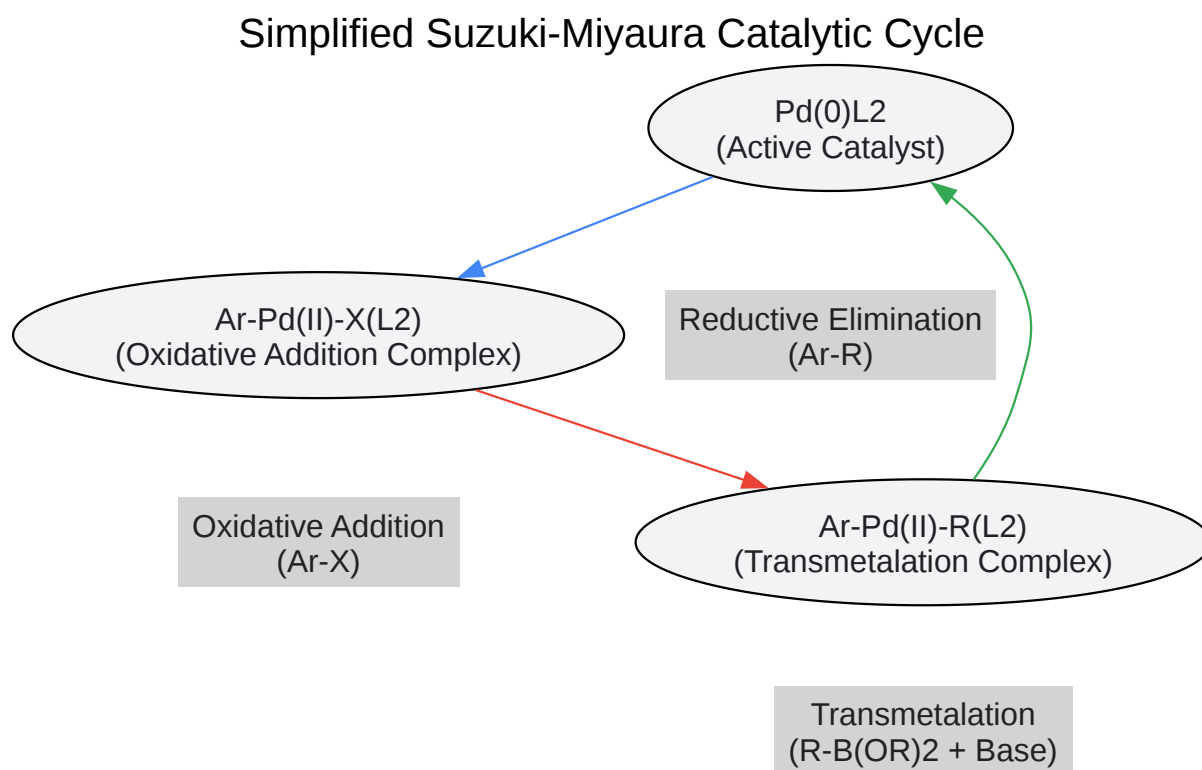 Simplified Suzuki-Miyaura Catalytic Cycle
Pd(0)L2
(Active Catalyst)
Ar-Pd(II)-X(L2)
(Oxidative Addition Complex)
Reductive Elimination
(Ar-R)
Oxidative Addition
(Ar-X)
Ar-Pd(II)-R(L2)
(Transmetalation Complex)
Transmetalation
(R-B(OR)2 + Base)